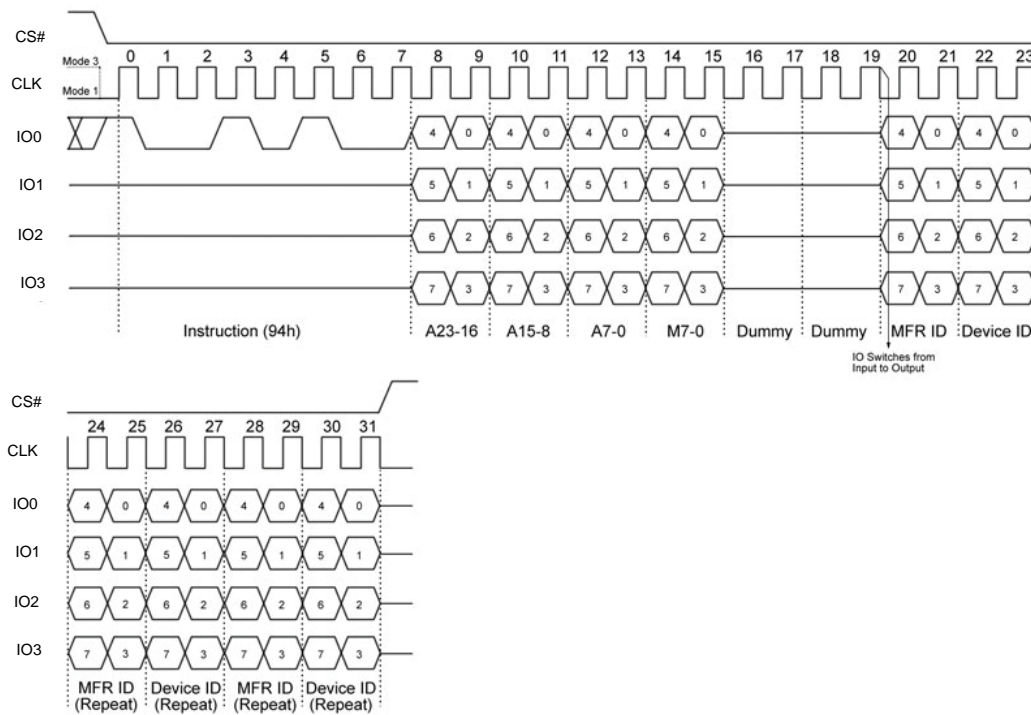 CS#
0 1 2 3 4 5 6 7 8 9 10 11 12 13 14 15 16 17 18 19 20 21 22 23
Mode 3
CLK
Mode 1
IO0 4 0 4 0 4 0 4 0 4 0 4 0
IO1 5 1 5 1 5 1 5 1 5 1 5 1
IO2 6 2 6 2 6 2 6 2 6 2 6 2
IO3 7 3 7 3 7 3 7 3 7 3 7 3
Instruction (94h) A23-16 A15-8 A7-0 M7-0 Dummy Dummy MFR ID Device ID
IO Switches from
Input to Output
CS#
24 25 26 27 28 29 30 31
CLK
IO0 4 0 4 0 4 0 4 0
IO1 5 1 5 1 5 1 5 1
IO2 6 2 6 2 6 2 6 2
IO3 7 3 7 3 7 3 7 3
MFR ID Device ID MFR ID Device ID
(Repeat) (Repeat) (Repeat) (Repeat)